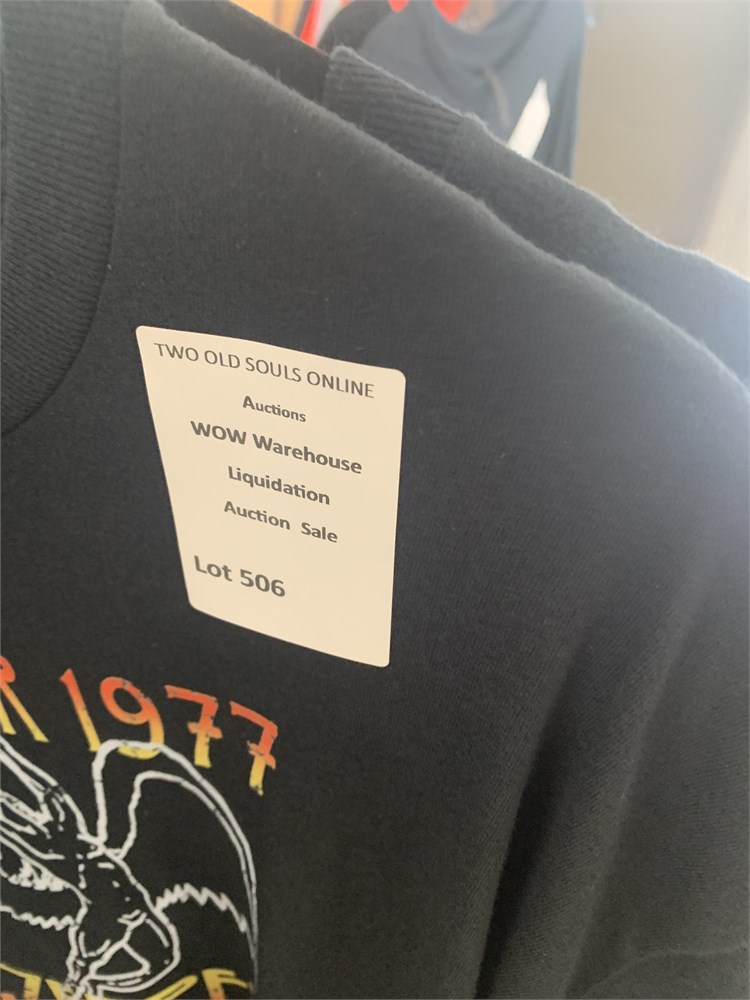 TWO OLD SOULS ONLINE
Auctions
WOW Warehouse
Liquidation
Auction Sale
Lot 506
R 1977